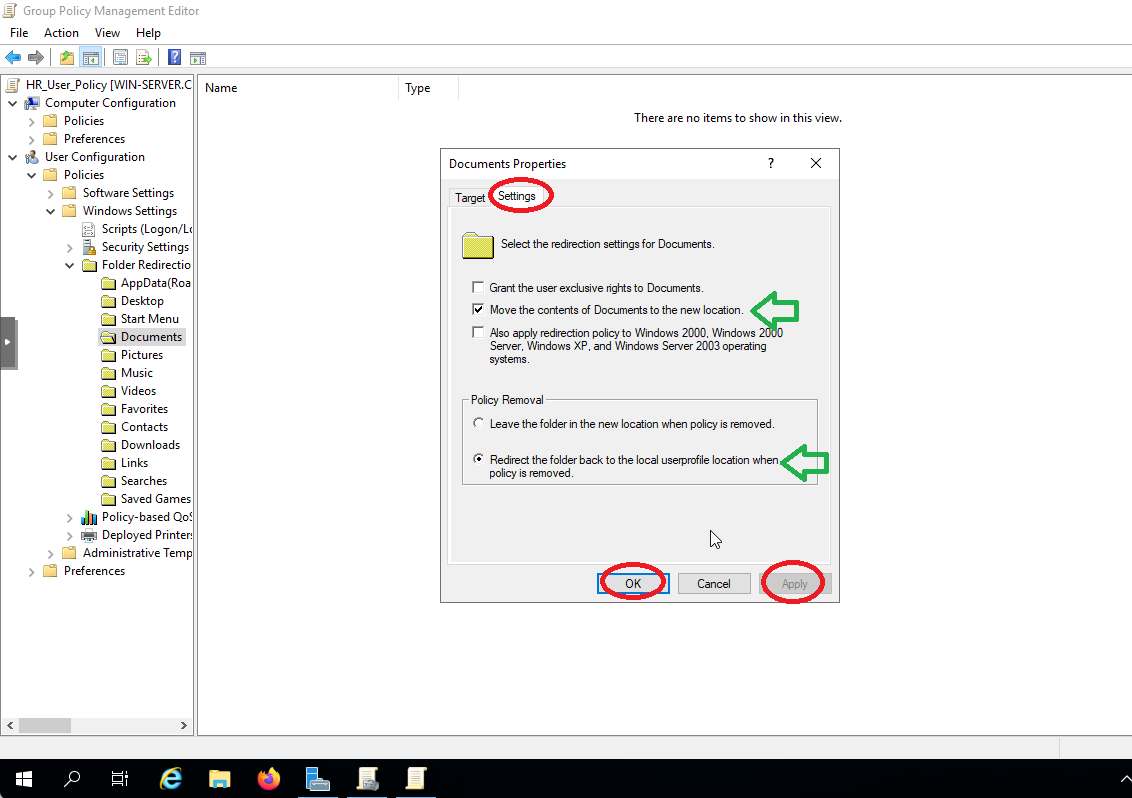 Group Policy Management Editor
File Action View Help
HR_User_Policy [WIN-SERVER.C
Computer Configuration
Policies
Preferences
User Configuration
Policies
Software Settings
Windows Settings
Scripts (Logon/Lo
Security Settings
Folder Redirectio
AppData(Roa
Desktop
Start Menu
Documents
Pictures
Music
Videos
Favorites
Contacts
Downloads
Links
Searches
Saved Games
Policy-based QoS
Deployed Printers
Administrative Temp
Preferences
Name Type
There are no items to show in this view.
Documents Properties
? 
Target Settings
Select the redirection settings for Documents.
Grant the user exclusive rights to Documents.
Move the contents of Documents to the new location.
Also apply redirection policy to Windows 2000, Windows 2000
Server, Windows XP, and Windows Server 2003 operating
systems.
Policy Removal
Leave the folder in the new location when policy is removed.
Redirect the folder back to the local userprofile location when
policy is removed.
OK Cancel Apply